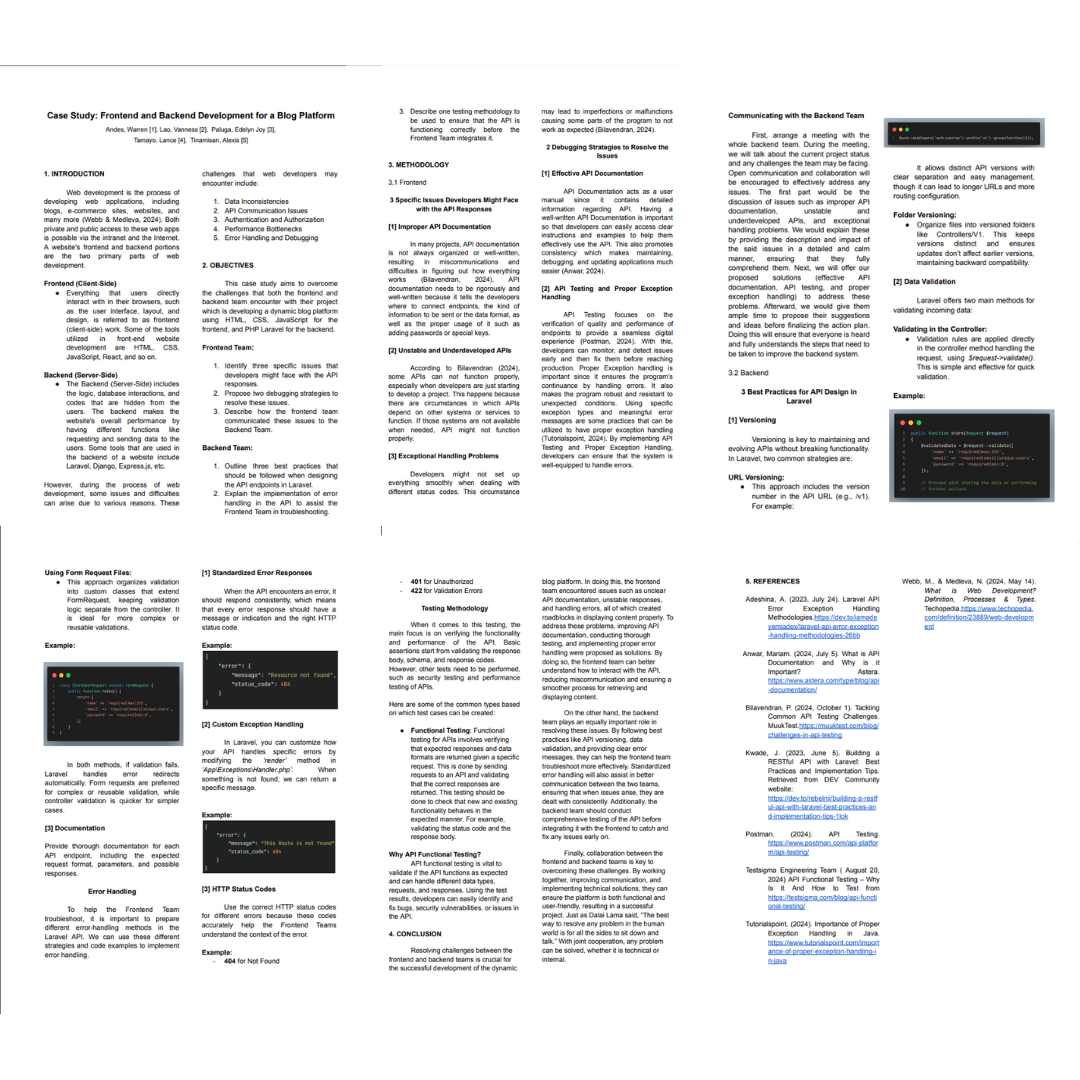 Case Study: Frontend and Backend Development for a Blog Platform
Andes, Warren [1], Lao, Vanness [2], Paluga, Edelyn Joy [3],
Tamayo, Lance [4], Tinamisan, Alexis [5]
1. INTRODUCTION
Web development is the process of
developing web applications, including
blogs, e-commerce sites, websites, and
many more (Webb & Medleva, 2024). Both
private and public access to these web apps
is possible via the intranet and the Internet.
A website's frontend and backend portions
are the two primary parts of web
development.
Frontend (Client-Side)
● Everything that users directly
interact with in their browsers, such
as the user interface, layout, and
design, is referred to as frontend
(client-side) work. Some of the tools
utilized in front-end website
development are HTML, CSS,
JavaScript, React, and so on.
Backend (Server-Side)
● The Backend (Server-Side) includes
the logic, database interactions, and
codes that are hidden from the
users. The backend makes the
website's overall performance by
having different functions like
requesting and sending data to the
users. Some tools that are used in
the backend of a website include
Laravel, Django, Express.js, etc.
However, during the process of web
development, some issues and difficulties
can arise due to various reasons. These
challenges that web developers may
encounter include:
1. Data Inconsistencies
2. API Communication Issues
3. Authentication and Authorization
4. Performance Bottlenecks
5. Error Handling and Debugging
2. OBJECTIVES
This case study aims to overcome
the challenges that both the frontend and
backend team encounter with their project
which is developing a dynamic blog platform
using HTML, CSS, JavaScript for the
frontend, and PHP Laravel for the backend.
Frontend Team:
1. Identify three specific issues that
developers might face with the API
responses.
2. Propose two debugging strategies to
resolve these issues.
3. Describe how the frontend team
communicated these issues to the
Backend Team.
Backend Team:
1. Outline three best practices that
should be followed when designing
the API endpoints in Laravel.
2. Explain the implementation of error
handling in the API to assist the
Frontend Team in troubleshooting.
3. Describe one testing methodology to
be used to ensure that the API is
functioning correctly before the
Frontend Team integrates it.
3. METHODOLOGY
3.1 Frontend
3 Specific Issues Developers Might Face
with the API Responses
[1] Improper API Documentation
In many projects, API documentation
is not always organized or well-written,
resulting in miscommunications and
difficulties in figuring out how everything
works (Bilavendran, 2024). API
documentation needs to be rigorously and
well-written because it tells the developers
where to connect endpoints, the kind of
information to be sent or the data format, as
well as the proper usage of it such as
adding passwords or special keys.
[2] Unstable and Underdeveloped APIs
According to Bilavendran (2024),
some APIs can not function properly,
especially when developers are just starting
to develop a project. This happens because
there are circumstances in which APIs
depend on other systems or services to
function. If those systems are not available
when needed, API might not function
properly.
[3] Exceptional Handling Problems
Developers might not set up
everything smoothly when dealing with
different status codes. This circumstance
may lead to imperfections or malfunctions
causing some parts of the program to not
work as expected (Bilavendran, 2024).
2 Debugging Strategies to Resolve the
Issues
[1] Effective API Documentation
API Documentation acts as a user
manual since it contains detailed
information regarding API. Having a
well-written API Documentation is important
so that developers can easily access clear
instructions and examples to help them
effectively use the API. This also promotes
consistency which makes maintaining,
debugging, and updating applications much
easier (Anwar, 2024).
[2] API Testing and Proper Exception
Handling
API Testing focuses on the
verification of quality and performance of
endpoints to provide a seamless digital
experience (Postman, 2024). With this,
developers can monitor, and detect issues
early and then fix them before reaching
production. Proper Exception handling is
important since it ensures the program's
continuance by handling errors. It also
makes the program robust and resistant to
unexpected conditions. Using specific
exception types and meaningful error
messages are some practices that can be
utilized to have proper exception handling
(Tutorialspoint, 2024). By implementing API
Testing and Proper Exception Handling,
developers can ensure that the system is
well-equipped to handle errors.
Communicating with the Backend Team
First, arrange a meeting with the
whole backend team. During the meeting,
we will talk about the current project status
and any challenges the team may be facing.
Open communication and collaboration will
be encouraged to effectively address any
issues. The first part would be the
discussion of issues such as improper API
documentation, unstable and
underdeveloped APIs, and exceptional
handling problems. We would explain these
by providing the description and impact of
the said issues in a detailed and calm
manner, ensuring that they fully
comprehend them. Next, we will offer our
proposed solutions (effective API
documentation, API testing, and proper
exception handling) to address these
problems. Afterward, we would give them
ample time to propose their suggestions
and ideas before finalizing the action plan.
Doing this will ensure that everyone is heard
and fully understands the steps that need to
be taken to improve the backend system.
3.2 Backend
3 Best Practices for API Design in
Laravel
[1] Versioning
Versioning is key to maintaining and
evolving APIs without breaking functionality.
In Laravel, two common strategies are:
URL Versioning:
● This approach includes the version
number in the API URL (e.g., /v1).
For example:
It allows distinct API versions with
clear separation and easy management,
though it can lead to longer URLs and more
routing configuration.
Folder Versioning:
● Organize files into versioned folders
like Controllers/V1. This keeps
versions distinct and ensures
updates don't affect earlier versions,
maintaining backward compatibility.
[2] Data Validation
Laravel offers two main methods for
validating incoming data:
Validating in the Controller:
● Validation rules are applied directly
in the controller method handling the
request, using $request->validate().
This is simple and effective for quick
validation.
Example:
1 public function store(Request $request)
2 {
3 $validatedData = $request->validate([
4 'name' => 'required|max:255',
5 'email' => 'required|email|unique:users',
6 'password' => 'required|min:8',
7 ]);
8
9 // Proceed with storing the data or performing
10 // further actions
Using Form Request Files:
● This approach organizes validation
into custom classes that extend
FormRequest, keeping validation
logic separate from the controller. It
is ideal for more complex or
reusable validations.
Example:
class StoreUserRequest extends FormRequest {
public function rules() {
return [
'email' => 'required|email|unique:users',
'password' => 'required|min:8',
];
}
}
In both methods, if validation fails,
Laravel handles error redirects
automatically. Form requests are preferred
for complex or reusable validation, while
controller validation is quicker for simpler
cases.
[3] Documentation
Provide thorough documentation for each
API endpoint, including the expected
request format, parameters, and possible
responses.
Error Handling
To help the Frontend Team
troubleshoot, it is important to prepare
different error-handling methods in the
Laravel API. We can use these different
strategies and code examples to implement
error handling.
[1] Standardized Error Responses
When the API encounters an error, it
should respond consistently, which means
that every error response should have a
message or indication and the right HTTP
status code.
Example:
{
"error": {
"message": "Resource not found",
"status_code": 404
}
}
[2] Custom Exception Handling
In Laravel, you can customize how
your API handles specific errors by
modifying the 'render' method in
'App\Exceptions\Handler.php'. When
something is not found, we can return a
specific message.
Example:
{
"error": {
"message": "This Route is not found"
"status_code": 404
}
}
[3] HTTP Status Codes
Use the correct HTTP status codes
for different errors because these codes
accurately help the Frontend Teams
understand the context of the error.
Example:
- 404 for Not Found
- 401 for Unauthorized
- 422 for Validation Errors
Testing Methodology
When it comes to this testing, the
main focus is on verifying the functionality
and performance of the API. Basic
assertions start from validating the response
body, schema, and response codes.
However, other tests need to be performed,
such as security testing and performance
testing of APIs.
Here are some of the common types based
on which test cases can be created:
● Functional Testing: Functional
testing for APIs involves verifying
that expected responses and data
formats are returned given a specific
request. This is done by sending
requests to an API and validating
that the correct responses are
returned. This testing should be
done to check that new and existing
functionality behaves in the
expected manner. For example,
validating the status code and the
response body.
Why API Functional Testing?
API functional testing is vital to
validate if the API functions as expected
and can handle different data types,
requests, and responses. Using the test
results, developers can easily identify and
fix bugs, security vulnerabilities, or issues in
the API.
4. CONCLUSION
Resolving challenges between the
frontend and backend teams is crucial for
the successful development of the dynamic
blog platform. In doing this, the frontend
team encountered issues such as unclear
API documentation, unstable responses,
and handling errors, all of which created
roadblocks in displaying content properly. To
address these problems, improving API
documentation, conducting thorough
testing, and implementing proper error
handling were proposed as solutions. By
doing so, the frontend team can better
understand how to interact with the API,
reducing miscommunication and ensuring a
smoother process for retrieving and
displaying content.
On the other hand, the backend
team plays an equally important role in
resolving these issues. By following best
practices like API versioning, data
validation, and providing clear error
messages, they can help the frontend team
troubleshoot more effectively. Standardized
error handling will also assist in better
communication between the two teams,
ensuring that when issues arise, they are
dealt with consistently. Additionally, the
backend team should conduct
comprehensive testing of the API before
integrating it with the frontend to catch and
fix any issues early on.
Finally, collaboration between the
frontend and backend teams is key to
overcoming these challenges. By working
together, improving communication, and
implementing technical solutions, they can
ensure the platform is both functional and
user-friendly, resulting in a successful
project. Just as Dalai Lama said, "The best
way to resolve any problem in the human
world is for all the sides to sit down and
talk." With joint cooperation, any problem
can be solved, whether it is technical or
internal.
5. REFERENCES
Adeshina, A. (2023, July 24). Laravel API
Error Exception Handling
Methodologies.https://dev.to/iamade
yemiadex/laravel-api-error-exception
-handling-methodologies-26bb
Anwar, Mariam. (2024, July 5). What is API
Documentation and Why is it
Important? Astera.
https://www.astera.com/type/blog/api
-documentation/
Bilavendran, P. (2024, October 1). Tackling
Common API Testing Challenges.
MuukTest.https://muuktest.com/blog/
challenges-in-api-testing
Kwade, J. (2023, June 5). Building a
RESTful API with Laravel: Best
Practices and Implementation Tips.
Retrieved from DEV Community
website:
https://dev.to/rebelnii/building-a-restf
ul-api-with-laravel-best-practices-an
d-implementation-tips-1lok
Postman. (2024). API Testing.
https://www.postman.com/api-platfor
m/api-testing/
Testsigma Engineering Team ( August 20,
2024) API Functional Testing – Why
Is It And How to Test from
https://testsigma.com/blog/api-functi
onal-testing/
Tutorialspoint. (2024). Importance of Proper
Exception Handling in Java.
https://www.tutorialspoint.com/import
ance-of-proper-exception-handling-i
n-java
Webb, M., & Medleva, N. (2024, May 14).
What is Web Development?
Definition, Processes & Types.
Techopedia.https://www.techopedia.
com/definition/23889/web-developm
ent